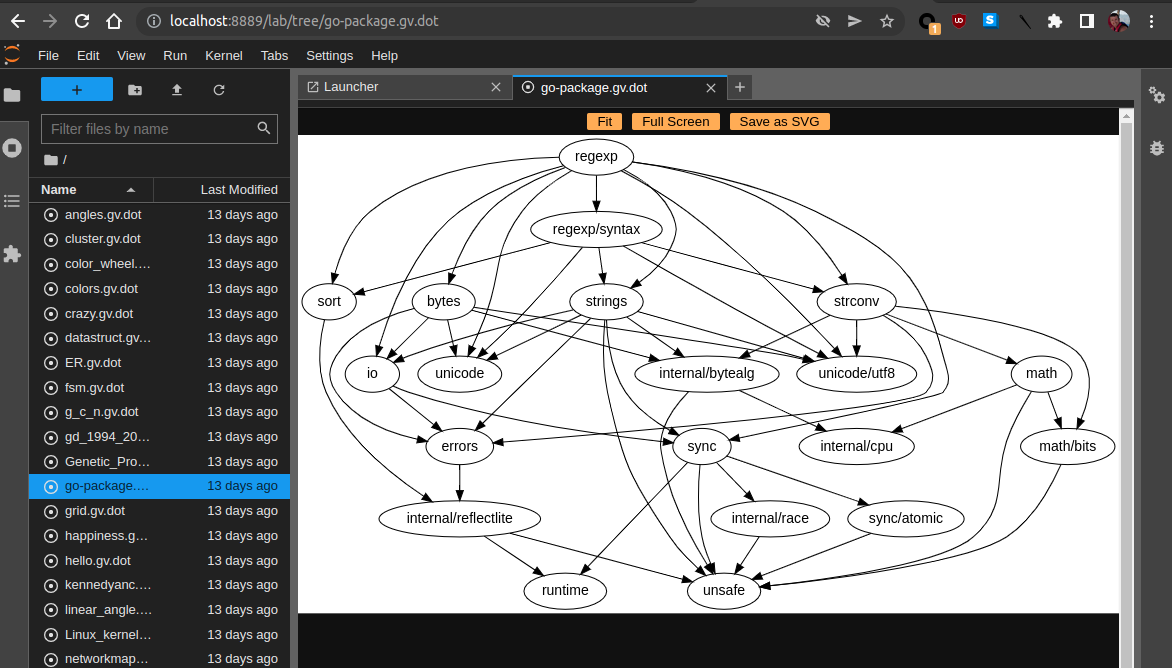 localhost:8889/lab/tree/go-package.gv.dot
1
UD
S
File Edit View Run Kernel Tabs Settings Help
+
Launcher
go-package.gv.dot
+
Filter files by name
/
Name Last Modified
angles.gv.dot 13 days ago
cluster.gv.dot 13 days ago
color_wheel.... 13 days ago
colors.gv.dot 13 days ago
crazy.gv.dot 13 days ago
datastruct.gv... 13 days ago
ER.gv.dot 13 days ago
fsm.gv.dot 13 days ago
g_c_n.gv.dot 13 days ago
gd_1994_20... 13 days ago
Genetic_Pro... 13 days ago
go-package.... 13 days ago
grid.gv.dot 13 days ago
happiness.g... 13 days ago
hello.gv.dot 13 days ago
kennedyanc.... 13 days ago
linear_angle.... 13 days ago
Linux_kernel... 13 days ago
networkmap... 13 days ago
Fit Full Screen Save as SVG
regexp
regexp/syntax
sort bytes strings strconv
io unicode internal/bytealg unicode/utf8 math
errors sync internal/cpu math/bits
internal/reflectlite internal/race sync/atomic
runtime unsafe